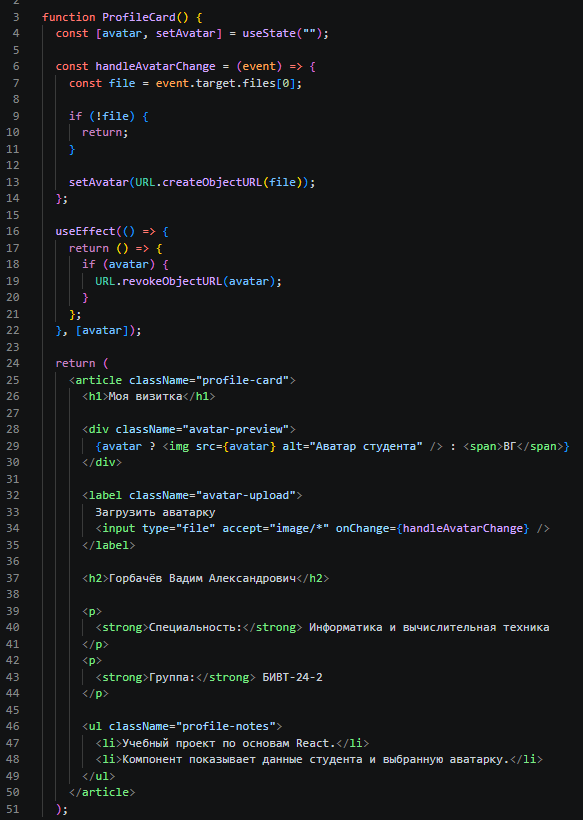 2
3 function ProfileCard() {
4 const [avatar, setAvatar] = useState("");
5
6 const handleAvatarChange = (event) => {
7 const file = event.target.files[0];
8
9 if (!file) {
10 return;
11 }
12
13 setAvatar(URL.createObjectURL(file));
14 };
15
16 useEffect(() => {
17 return () => {
18 if (avatar) {
19 URL.revokeObjectURL(avatar);
20 }
21 };
22 }, [avatar]);
23
24 return (
25 <article className="profile-card">
26 <h1>Моя визитка</h1>
27
28 <div className="avatar-preview">
29 {avatar ? <img src={avatar} alt="Аватар студента" /> : <span>ВГ</span>}
30 </div>
31
32 <label className="avatar-upload">
33 Загрузить аватарку
34 <input type="file" accept="image/*" onChange={handleAvatarChange} />
35 </label>
36
37 <h2>Горбачёв Вадим Александрович</h2>
38
39 <p>
40 <strong>Специальность:</strong> Информатика и вычислительная техника
41 </p>
42 <p>
43 <strong>Группа:</strong> БИВТ-24-2
44 </p>
45
46 <ul className="profile-notes">
47 <li>Учебный проект по основам React.</li>
48 <li>Компонент показывает данные студента и выбранную аватарку.</li>
49 </ul>
50 </article>
51 );